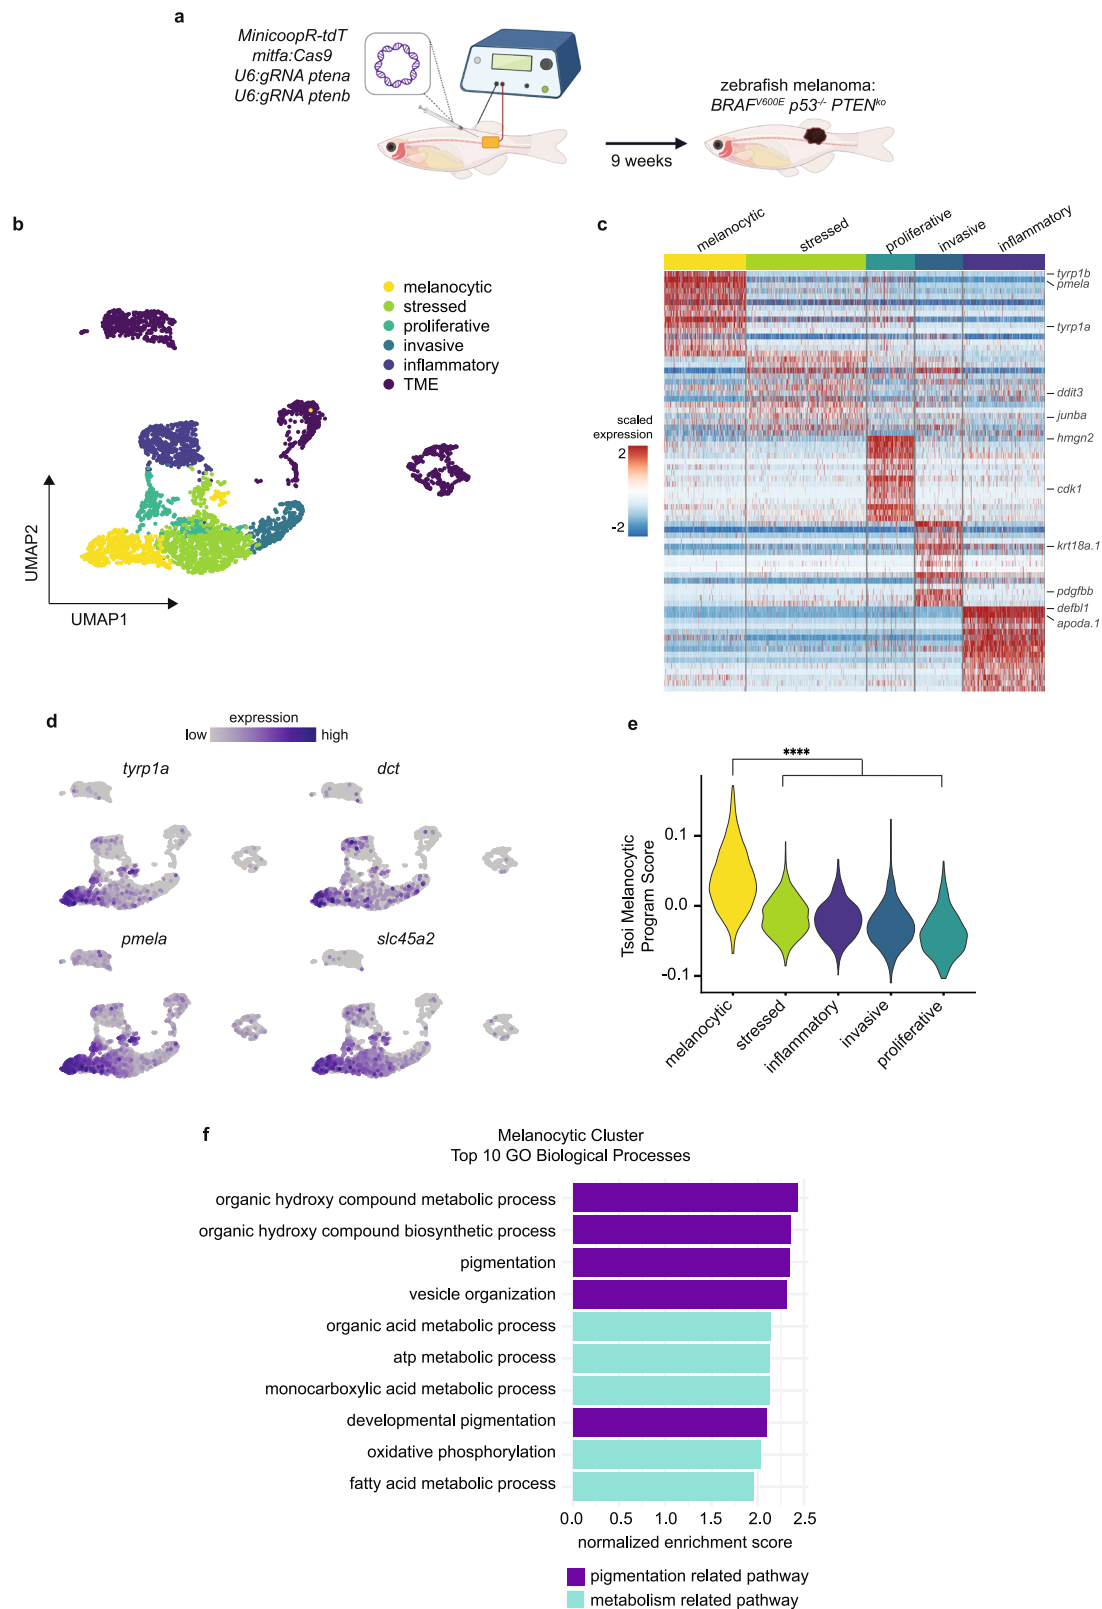 a
MinicoopR-tdT
mitfa:Cas9
U6:gRNA ptena
U6:gRNA ptenb
9 weeks
zebrafish melanoma:
BRAF^V600E p53^-/- PTEN^ko
b
melanocytic
stressed
proliferative
invasive
inflammatory
TME
UMAP2
UMAP1
c
melanocytic
stressed
proliferative
invasive
inflammatory
scaled
expression
2
-2
tyrp1b
pmela
tyrp1a
ddit3
junba
hmgn2
cdk1
krt18a.1
pdgfbb
defbl1
apoda.1
d
expression
low high
tyrp1a
dct
pmela
slc45a2
e
****
Tsoi Melanocytic
Program Score
0.1
0.0
-0.1
melanocytic
stressed
inflammatory
invasive
proliferative
f
Melanocytic Cluster
Top 10 GO Biological Processes
organic hydroxy compound metabolic process
organic hydroxy compound biosynthetic process
pigmentation
vesicle organization
organic acid metabolic process
atp metabolic process
monocarboxylic acid metabolic process
developmental pigmentation
oxidative phosphorylation
fatty acid metabolic process
0.0 0.5 1.0 1.5 2.0 2.5
normalized enrichment score
pigmentation related pathway
metabolism related pathway